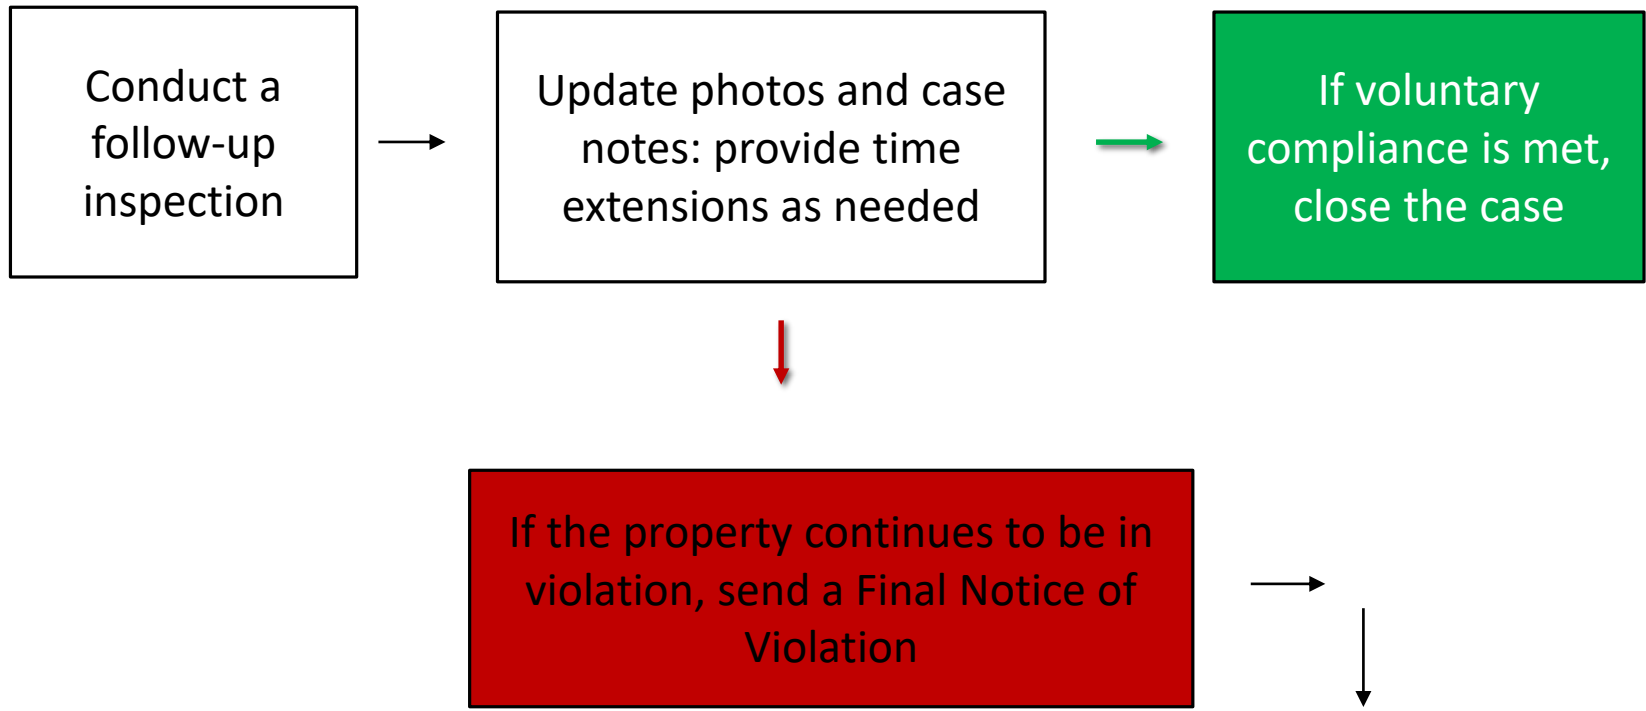 Conduct a
follow-up
inspection
Update photos and case
notes: provide time
extensions as needed
If voluntary
compliance is met,
close the case
If the property continues to be in
violation, send a Final Notice of
Violation